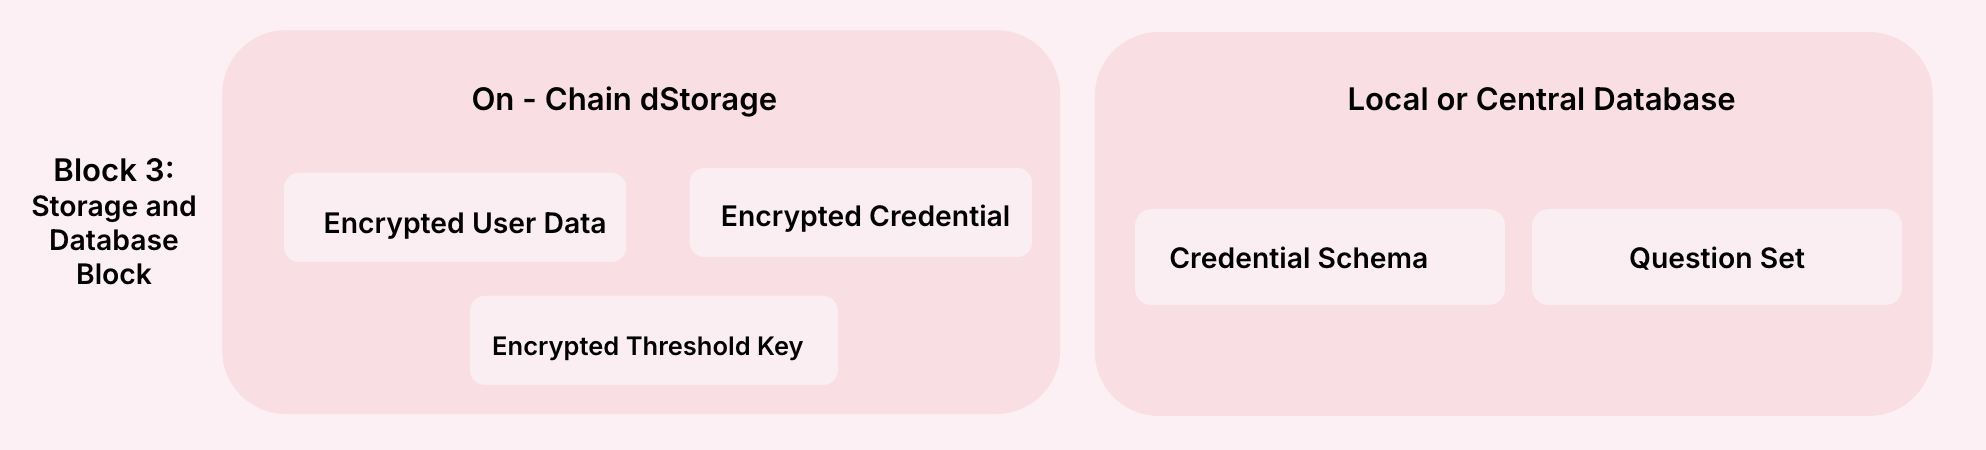 Block 3:
Storage and
Database
Block
On - Chain dStorage
Encrypted User Data
Encrypted Credential
Encrypted Threshold Key
Local or Central Database
Credential Schema
Question Set